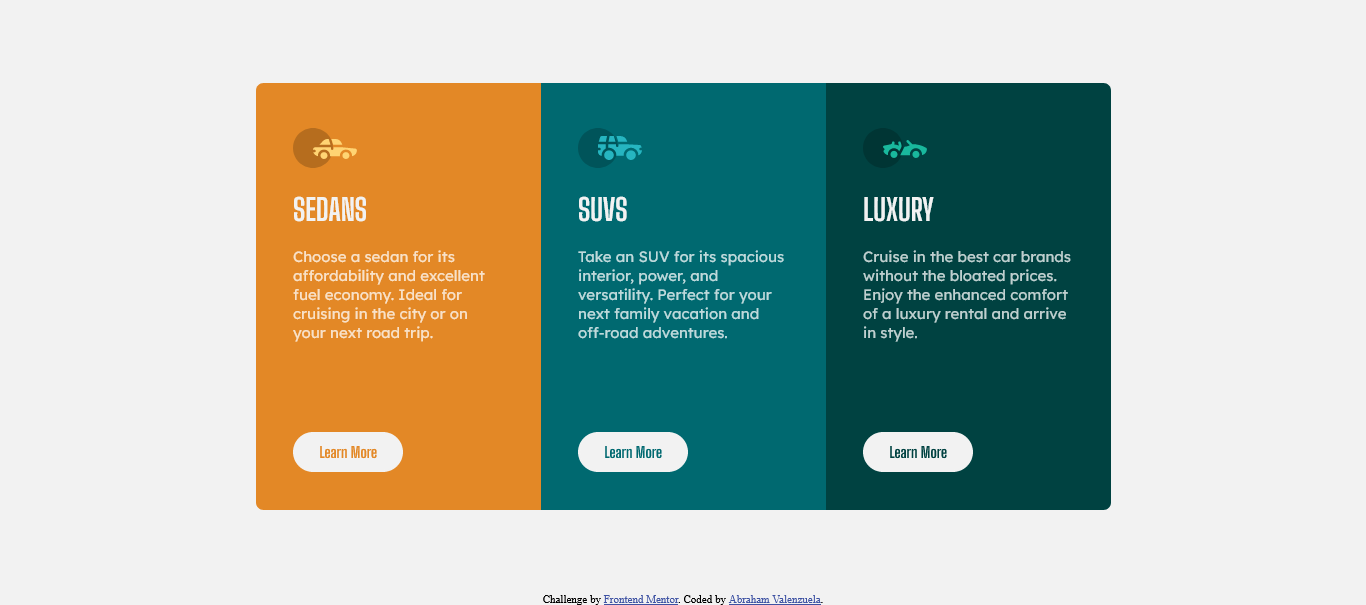 SEDANS
Choose a sedan for its
affordability and excellent
fuel economy. Ideal for
cruising in the city or on
your next road trip.
Learn More
SUVS
Take an SUV for its spacious
interior, power, and
versatility. Perfect for your
next family vacation and
off-road adventures.
Learn More
LUXURY
Cruise in the best car brands
without the bloated prices.
Enjoy the enhanced comfort
of a luxury rental and arrive
in style.
Learn More
Challenge by Frontend Mentor. Coded by Abraham Valenzuela.